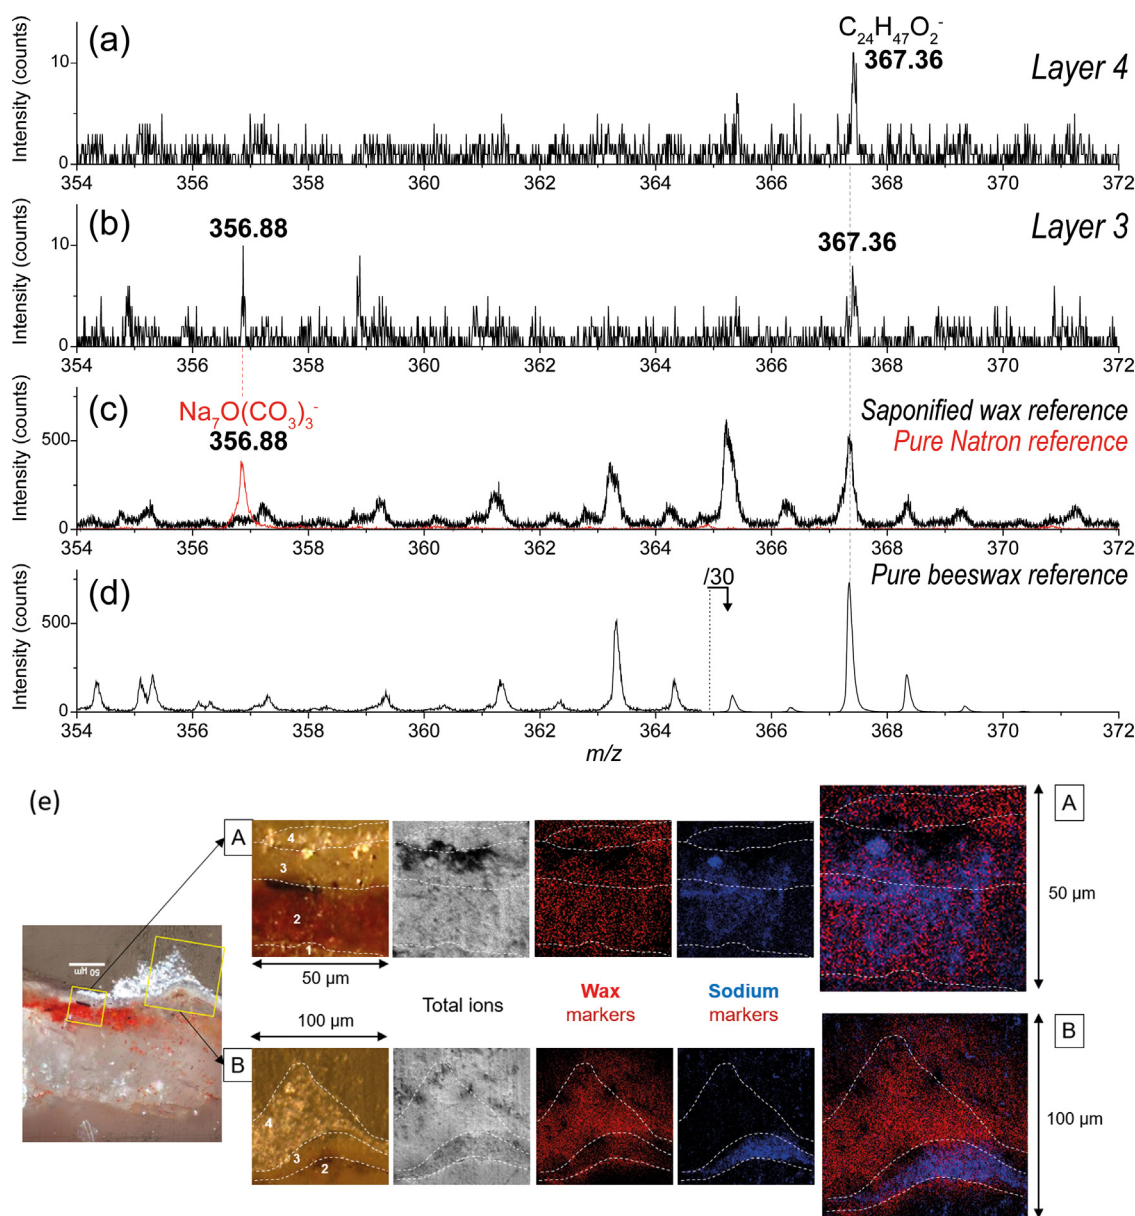 (a)
Intensity (counts)
10
0
C₂₄H₄₇O₂⁻
367.36
Layer 4
354 356 358 360 362 364 366 368 370 372
(b)
Intensity (counts)
10
0
356.88
367.36
Layer 3
354 356 358 360 362 364 366 368 370 372
(c)
Intensity (counts)
500
0
Na₇O(CO₃)₃⁻
356.88
Saponified wax reference
Pure Natron reference
354 356 358 360 362 364 366 368 370 372
(d)
Intensity (counts)
500
0
/30
Pure beeswax reference
354 356 358 360 362 364 366 368 370 372
m/z
(e)
A
4
3
2
1
50 µm
A
50 µm
50 µm
Total ions
Wax
markers
Sodium
markers
100 µm
B
4
3
2
B
100 µm